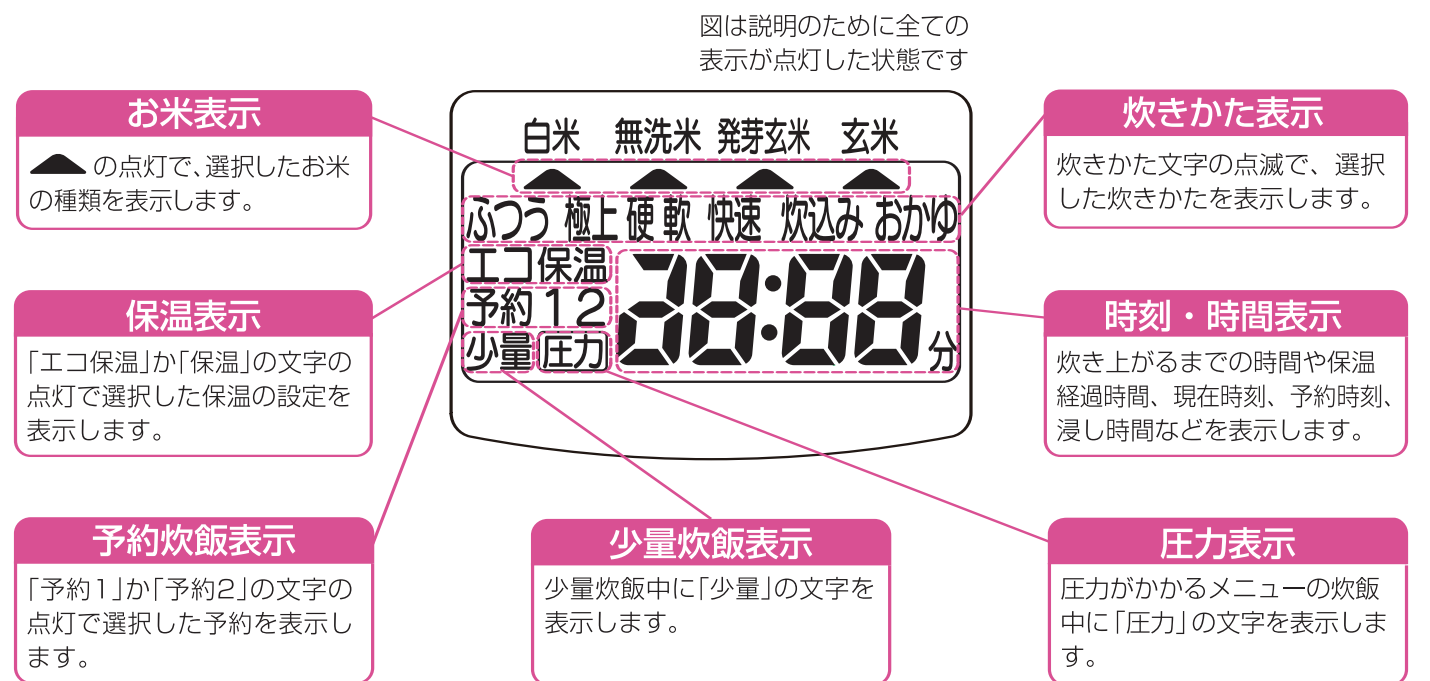 図は説明のために全ての
表示が点灯した状態です
お米表示
▲の点灯で、選択したお米
の種類を表示します。
保温表示
「エコ保温」か「保温」の文字の
点灯で選択した保温の設定を
表示します。
予約炊飯表示
「予約1」か「予約2」の文字の
点灯で選択した予約を表示し
ます。
白米 無洗米 発芽玄米 玄米
ふつう 極上 硬 軟 快速 炊込み おかゆ
エコ保温
予約 1 2
少量 圧力
38:88
分
少量炊飯表示
少量炊飯中に「少量」の文字を
表示します。
炊きかた表示
炊きかた文字の点滅で、選択
した炊きかたを表示します。
時刻・時間表示
炊き上がるまでの時間や保温
経過時間、現在時刻、予約時刻、
浸し時間などを表示します。
圧力表示
圧力がかかるメニューの炊飯
中に「圧力」の文字を表示しま
す。